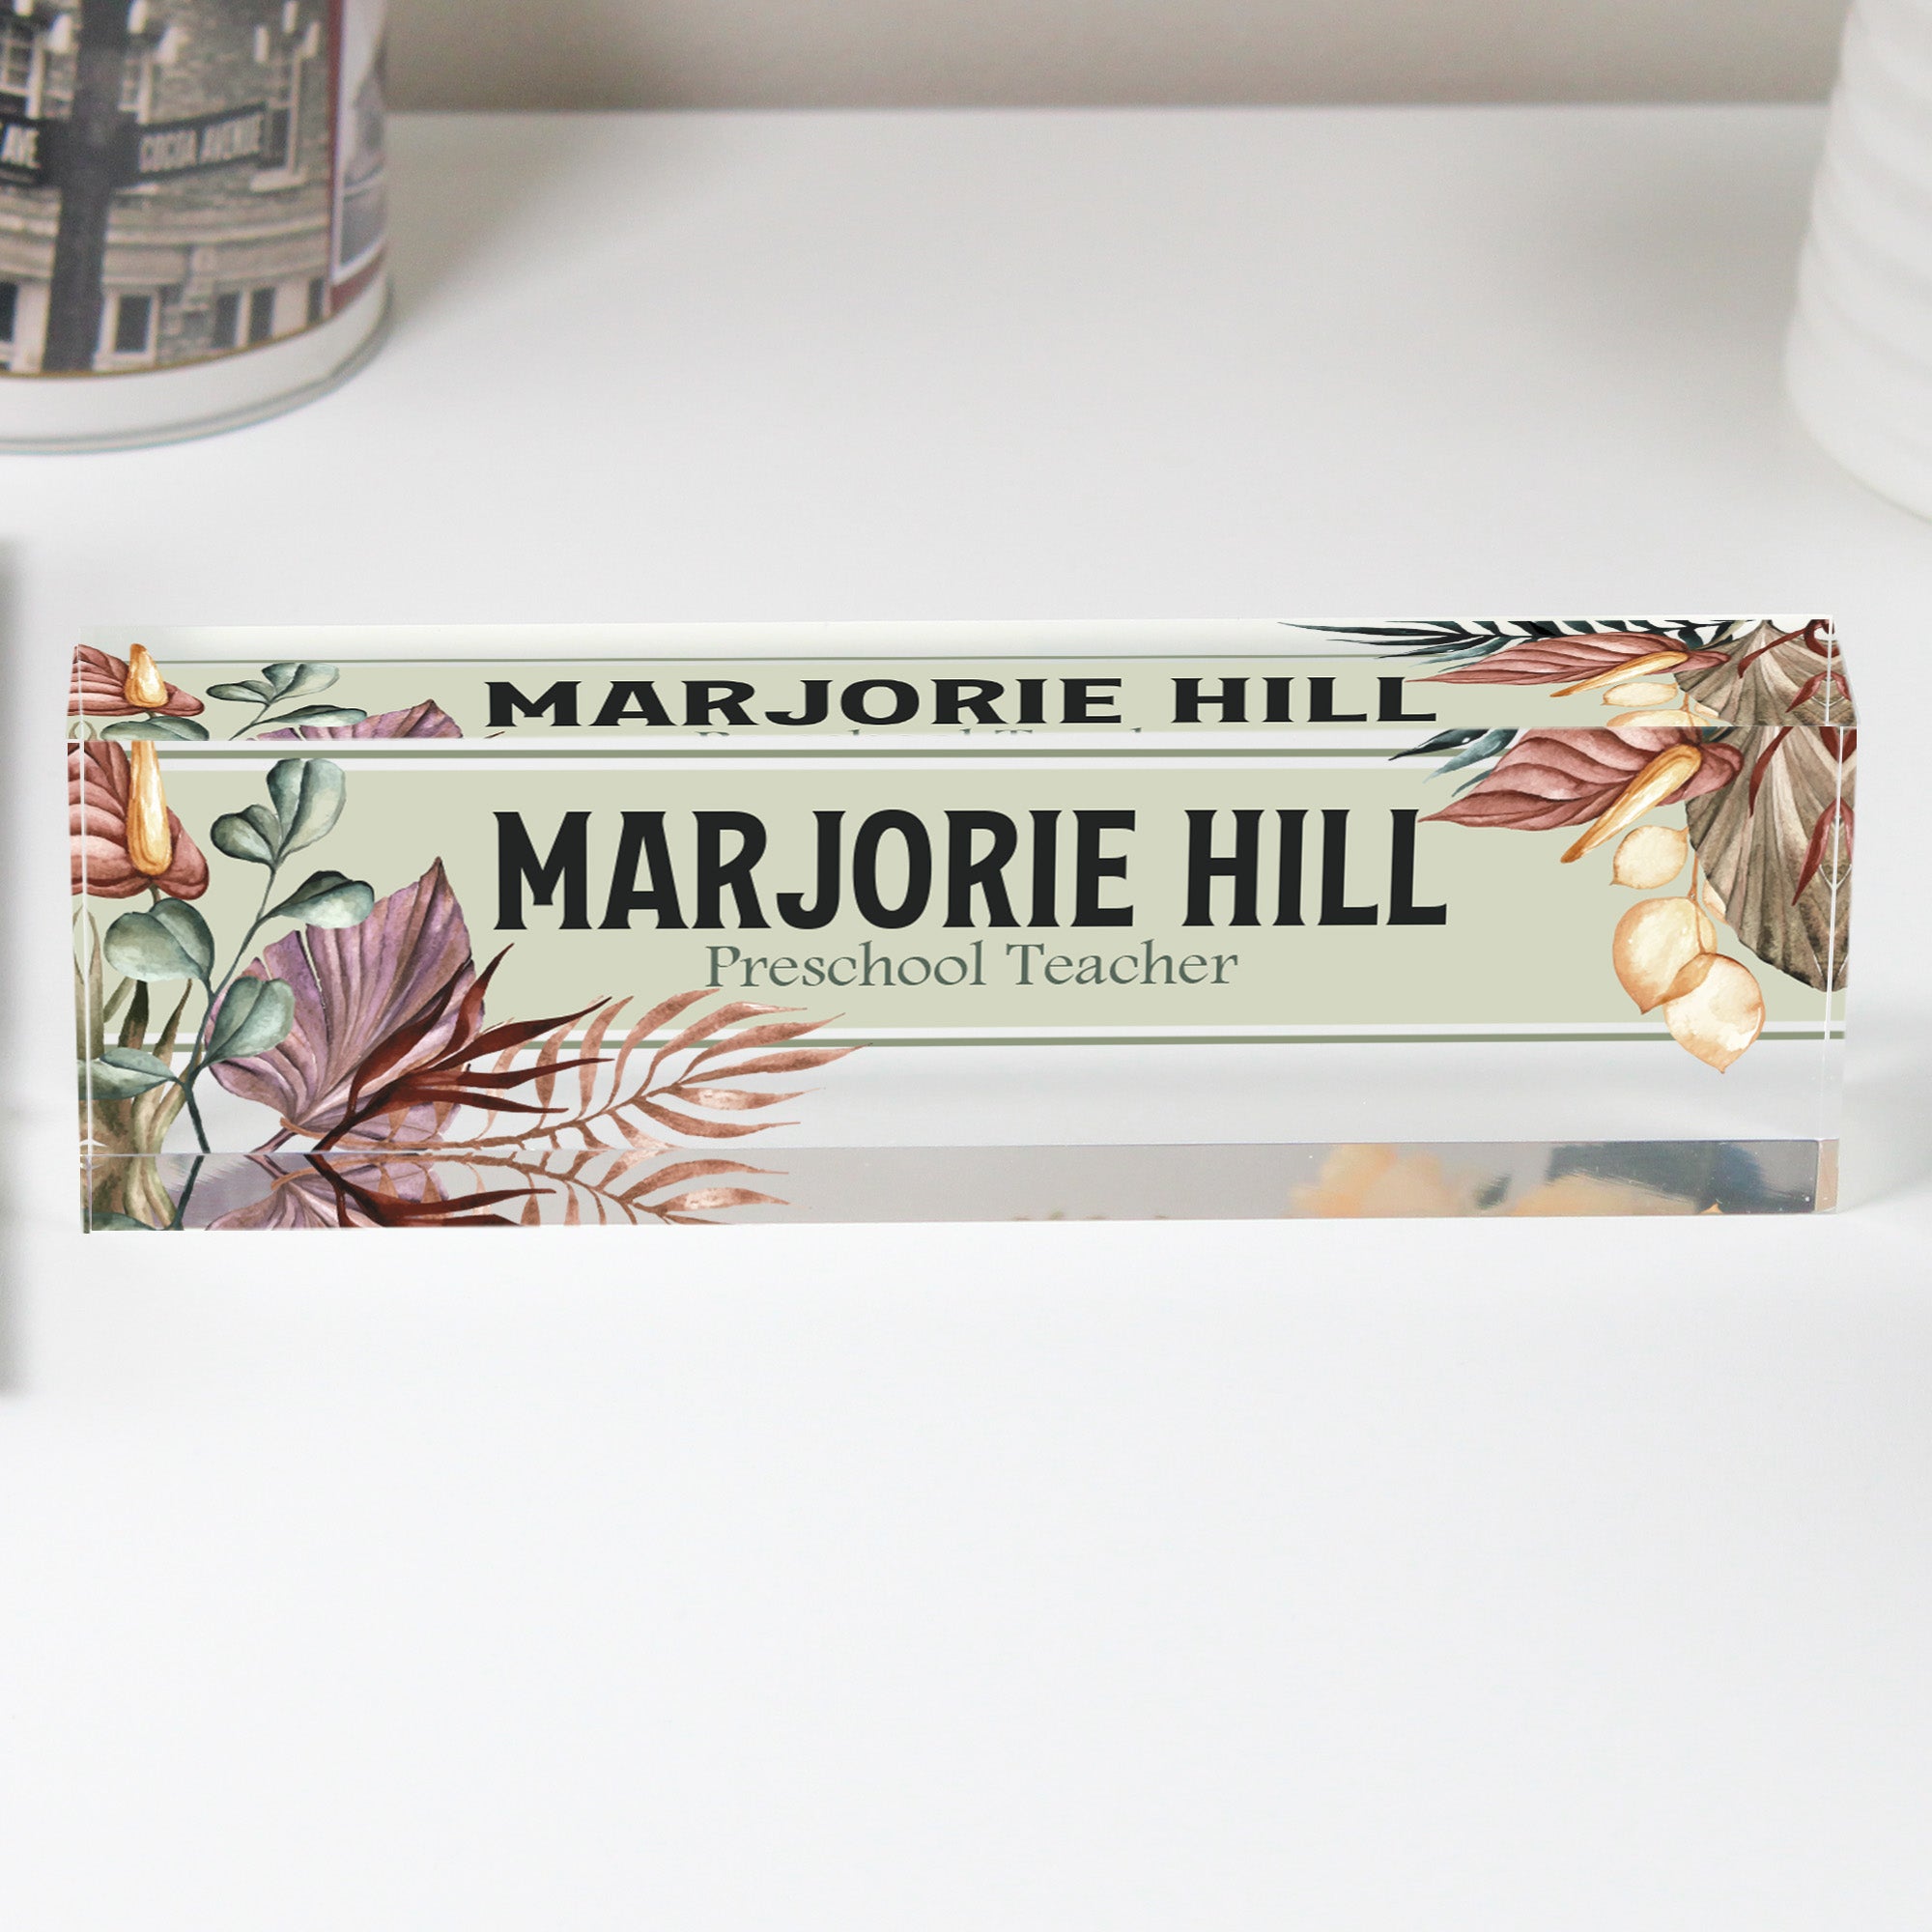 AVE.
COCOA AVENUE
MARJORIE HILL
MARJORIE HILL
Preschool Teacher